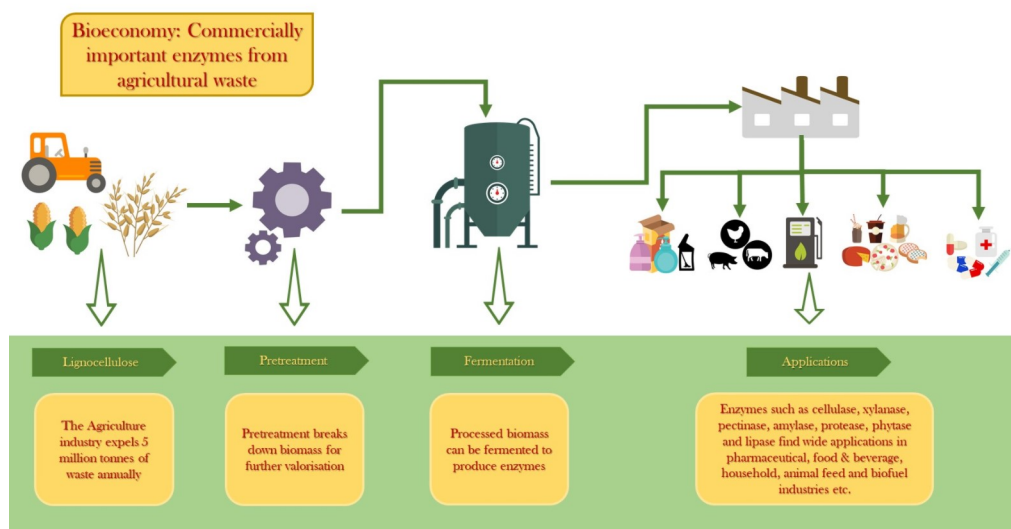 Bioeconomy: Commercially
important enzymes from
agricultural waste
Lignocellulose
Pretreatment
Fermentation
Applications
The Agriculture
industry expels 5
million tonnes of
waste annually
Pretreatment breaks
down biomass for
further valorisation
Processed biomass
can be fermented to
produce enzymes
Enzymes such as cellulase, xylanase,
pectinase, amylase, protease, phytase
and lipase find wide applications in
pharmaceutical, food & beverage,
household, animal feed and biofuel
industries etc.